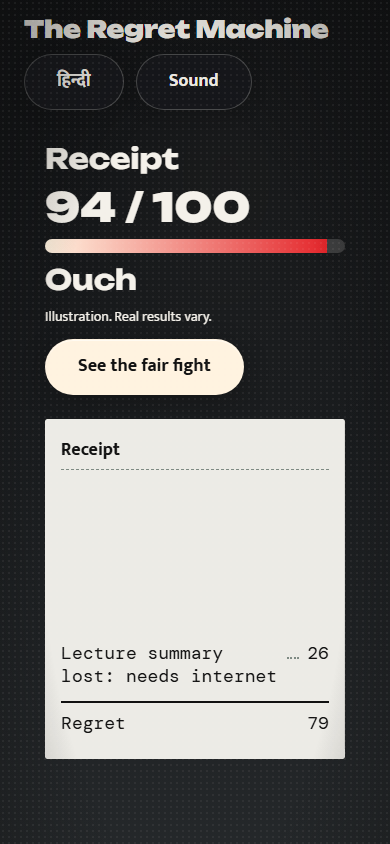 The Regret Machine
हिन्दी
Sound
Receipt
94 / 100
Ouch
Illustration. Real results vary.
See the fair fight
Receipt
Lecture summary .... 26
lost: needs internet
Regret 79